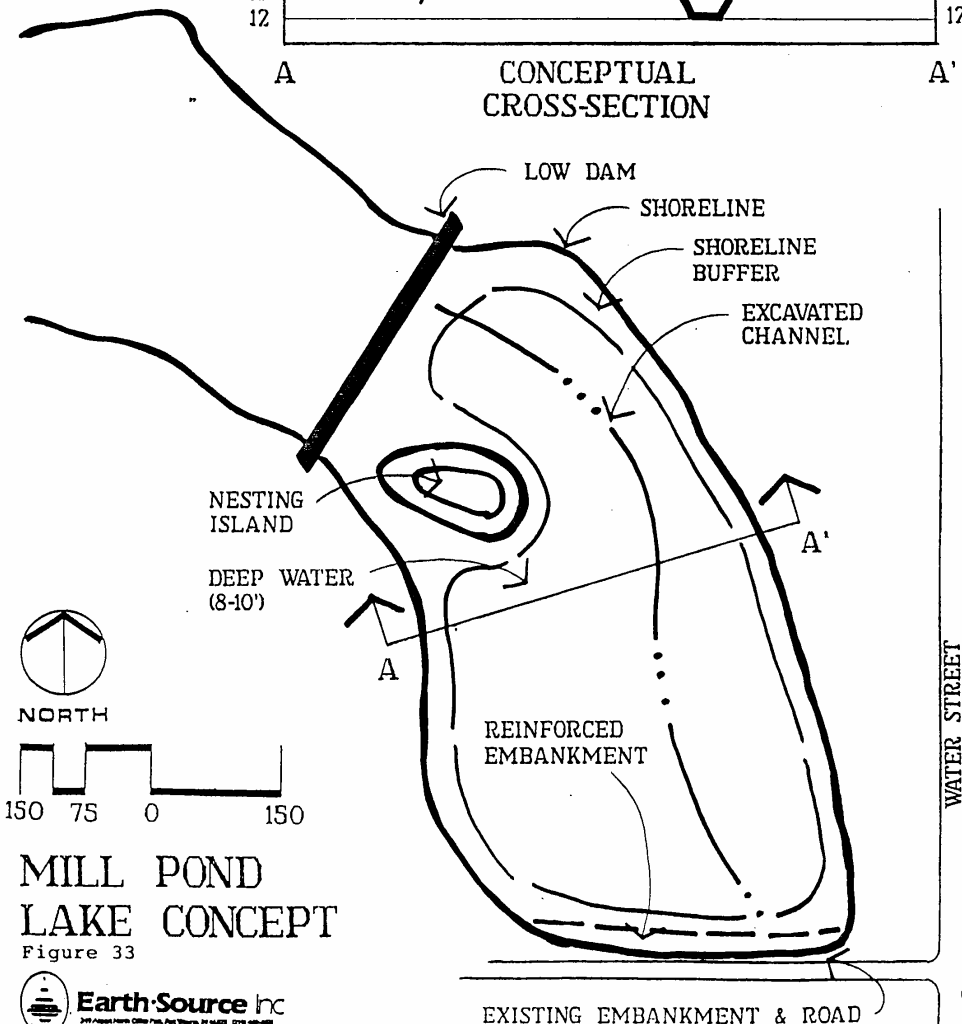 12
12
A
CONCEPTUAL
CROSS-SECTION
A'
LOW DAM
SHORELINE
SHORELINE
BUFFER
EXCAVATED
CHANNEL
NESTING
ISLAND
A'
DEEP WATER
(8-10')
A
NORTH
REINFORCED
EMBANKMENT
WATER STREET
150 75 0 150
MILL POND
LAKE CONCEPT
Figure 33
Earth·Source Inc
EXISTING EMBANKMENT & ROAD